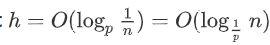 : h = O(log_p 1/n) = O(log_{1/p} n)